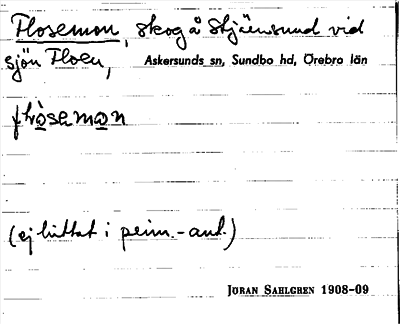 Flosemon, skog å Stjärnsund vid
sjön Floen, Askersunds sn, Sundbo hd, Örebro län
flòsemon
(ej hittat i prim.-ant.)
JÖRAN SAHLGREN 1908-09